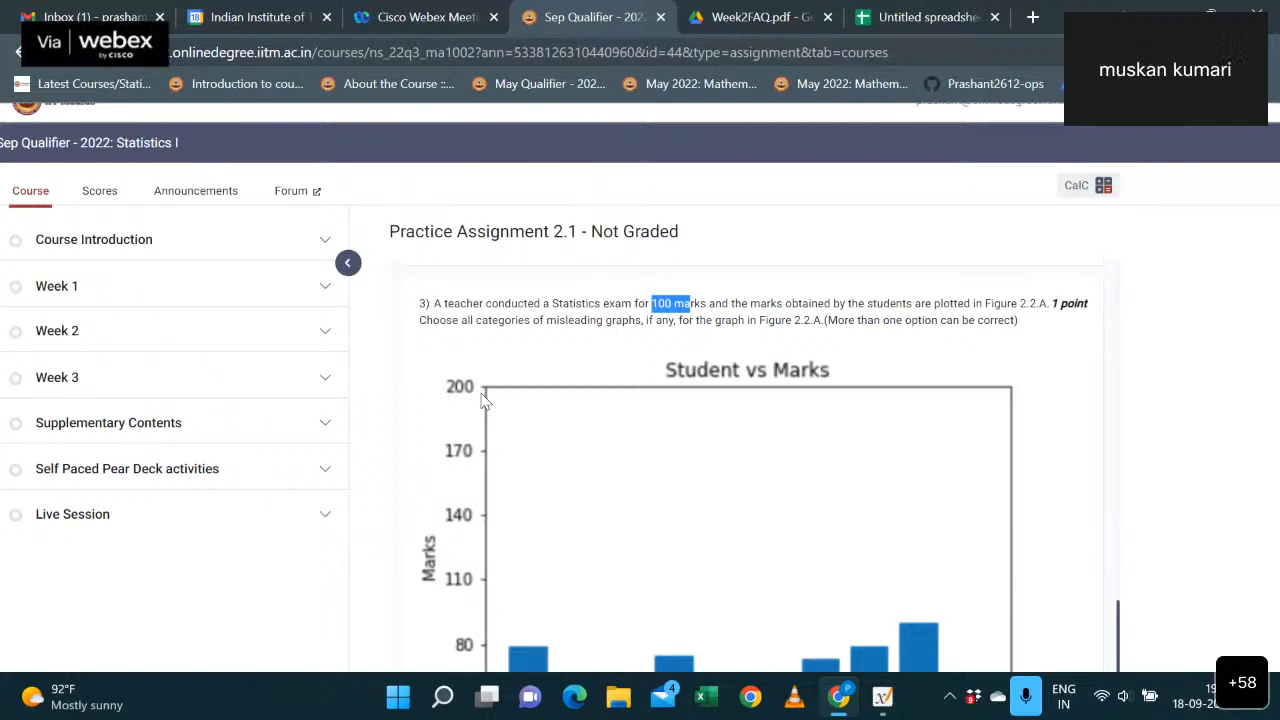 Inbox (1) - prasham
Indian Institute of T
Cisco Webex Meeti
Sep Qualifier - 202
Week2FAQ.pdf - G
Untitled spreadshe
Via webex
by CISCO
.onlinedegree.iitm.ac.in/courses/ns_22q3_ma1002?ann=5338126310440960&id=44&type=assignment&tab=courses
muskan kumari
Latest Courses/Stati...
Introduction to cou...
About the Course ::...
May Qualifier - 202...
May 2022: Mathem...
May 2022: Mathem...
Prashant2612-ops
Sep Qualifier - 2022: Statistics I
Course
Scores
Announcements
Forum
CalC
Course Introduction
Week 1
Week 2
Week 3
Supplementary Contents
Self Paced Pear Deck activities
Live Session
Practice Assignment 2.1 - Not Graded
3) A teacher conducted a Statistics exam for 100 marks and the marks obtained by the students are plotted in Figure 2.2.A. 1 point
Choose all categories of misleading graphs, if any, for the graph in Figure 2.2.A.(More than one option can be correct)
Student vs Marks
200
170
140
110
80
Marks
92°F
Mostly sunny
4
P
ENG
IN
18-09-20
+58